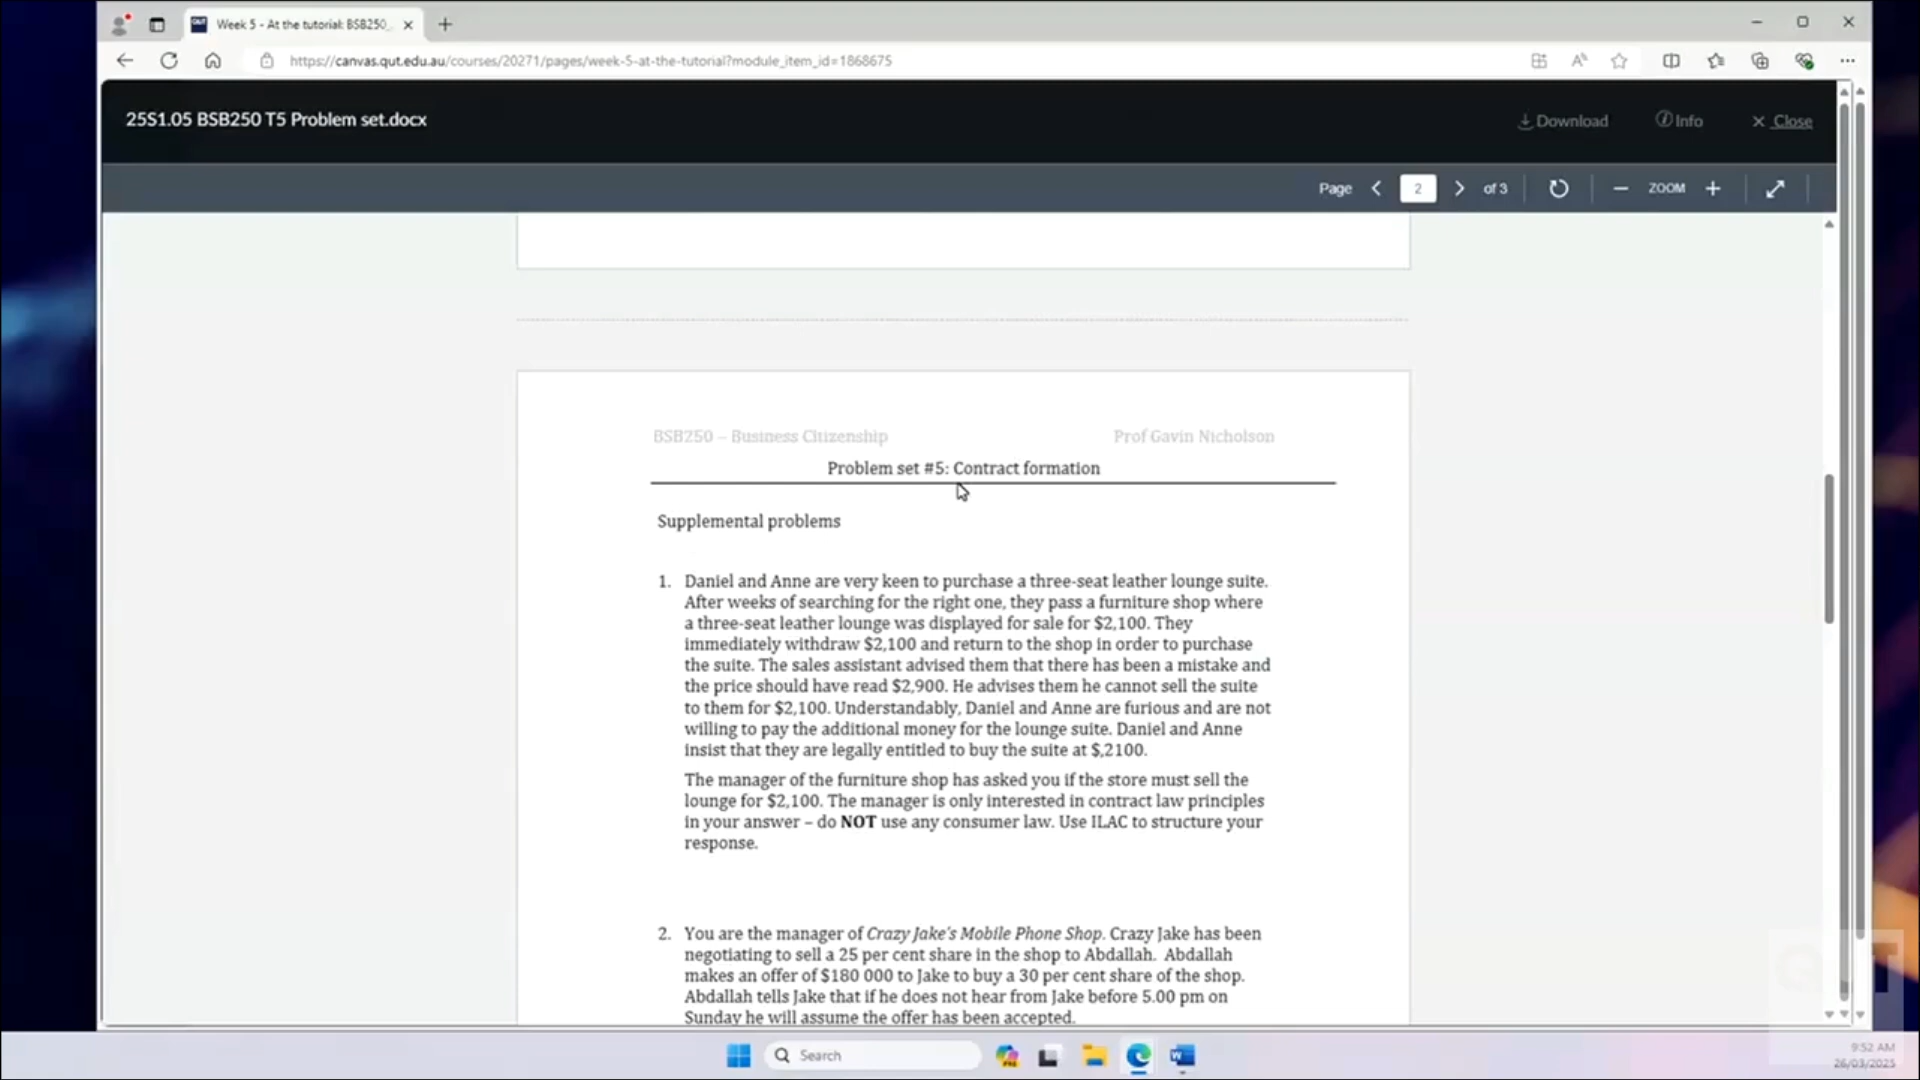 Week 5 - At the tutorial: BSB250_
https://canvas.qut.edu.au/courses/20271/pages/week-5-at-the-tutorial?module_item_id=1868675
25S1.05 BSB250 T5 Problem set.docx
Download
Info
Close
Page
2
of 3
ZOOM
BSB250 – Business Citizenship
Prof Gavin Nicholson
Problem set #5: Contract formation
Supplemental problems
1. Daniel and Anne are very keen to purchase a three-seat leather lounge suite.
After weeks of searching for the right one, they pass a furniture shop where
a three-seat leather lounge was displayed for sale for $2,100. They
immediately withdraw $2,100 and return to the shop in order to purchase
the suite. The sales assistant advised them that there has been a mistake and
the price should have read $2,900. He advises them he cannot sell the suite
to them for $2,100. Understandably, Daniel and Anne are furious and are not
willing to pay the additional money for the lounge suite. Daniel and Anne
insist that they are legally entitled to buy the suite at $,2100.
The manager of the furniture shop has asked you if the store must sell the
lounge for $2,100. The manager is only interested in contract law principles
in your answer – do NOT use any consumer law. Use ILAC to structure your
response.
2. You are the manager of Crazy Jake's Mobile Phone Shop. Crazy Jake has been
negotiating to sell a 25 per cent share in the shop to Abdallah. Abdallah
makes an offer of $180 000 to Jake to buy a 30 per cent share of the shop.
Abdallah tells Jake that if he does not hear from Jake before 5.00 pm on
Sunday he will assume the offer has been accepted.
Search
9:52 AM
26/03/2025